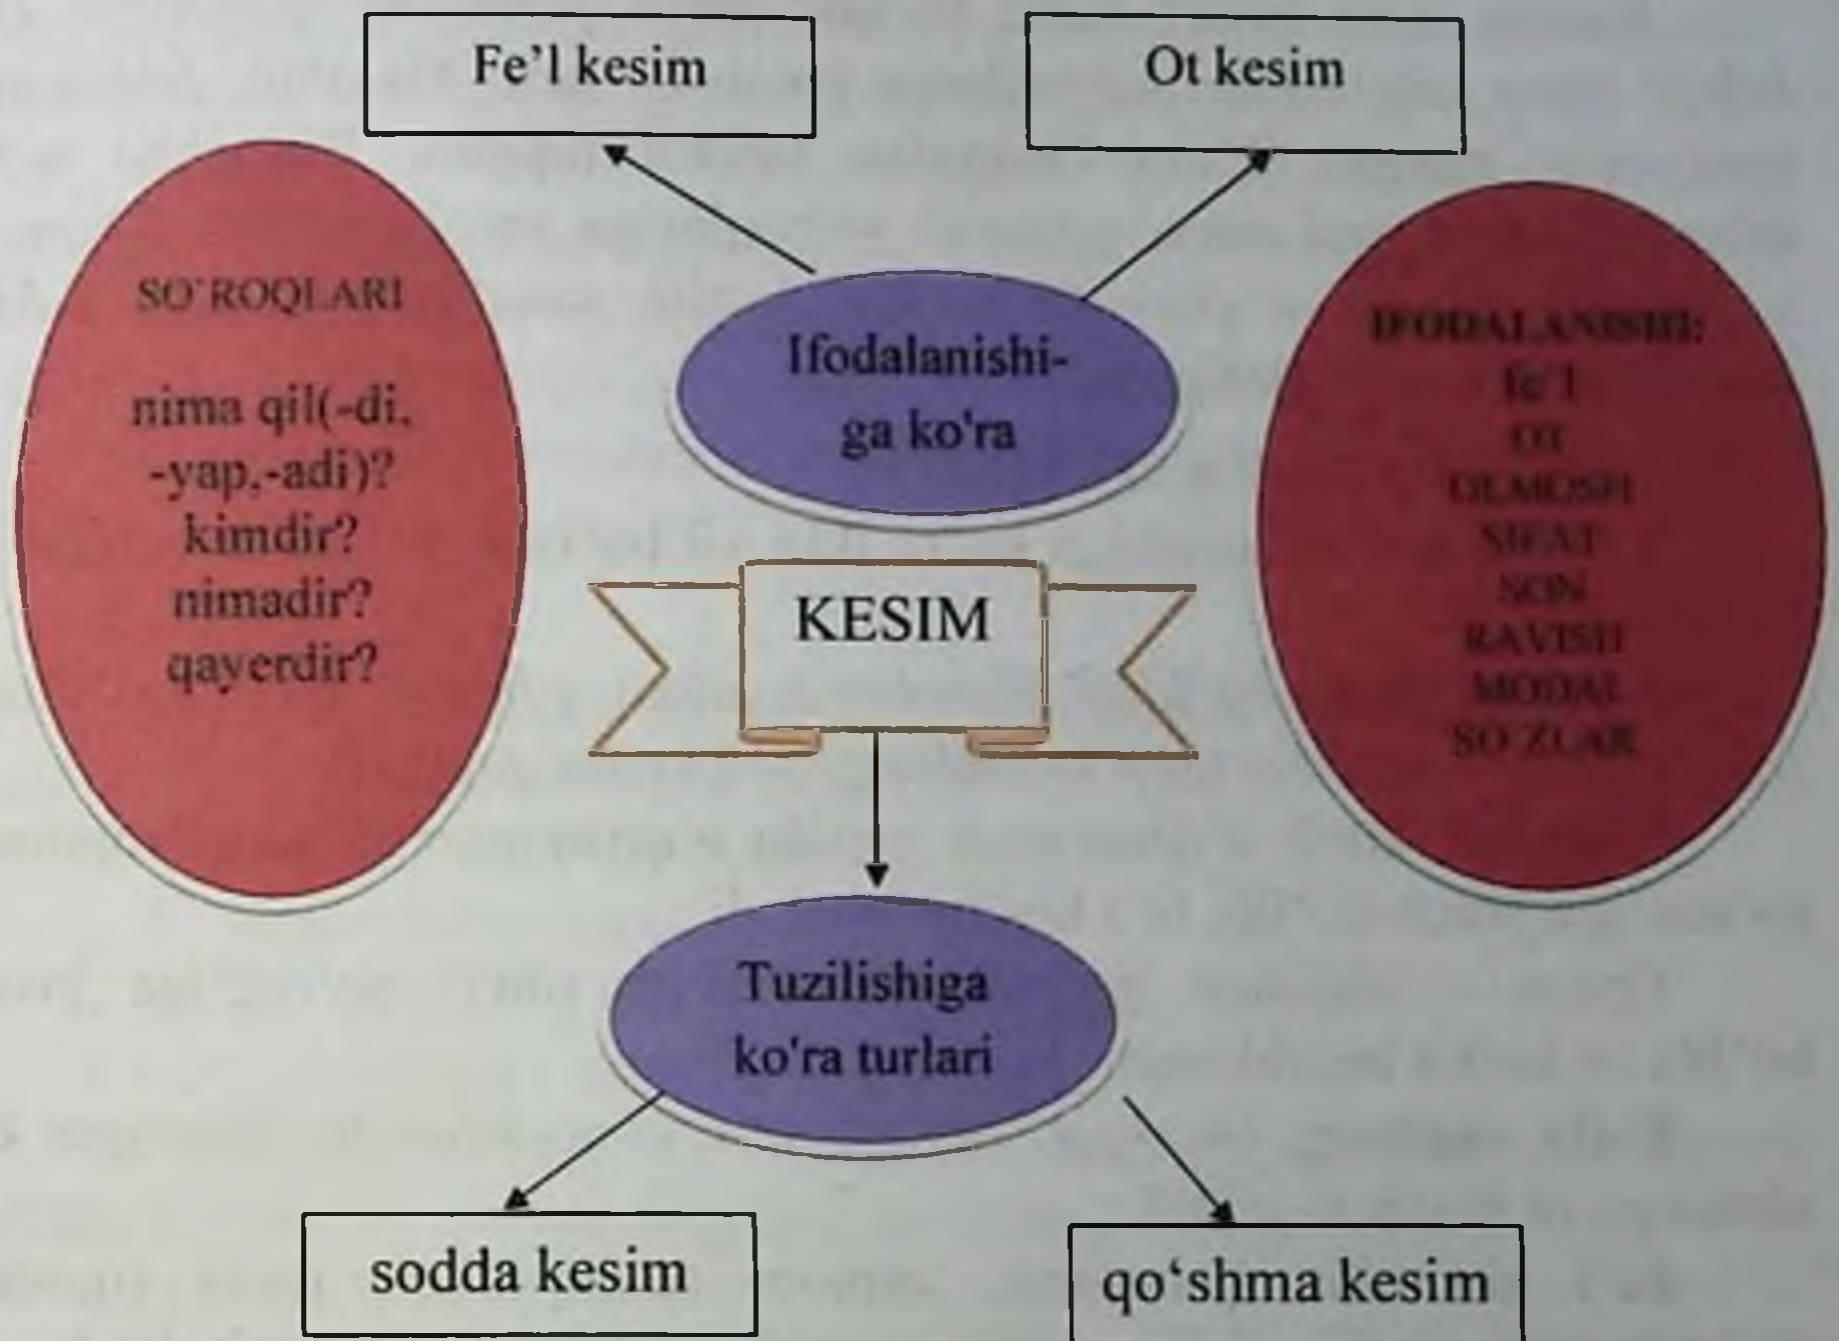 Fe’l kesim
Ot kesim
SO`ROQLARI
nima qil(-di,
-yap,-adi)?
kimdir?
nimadir?
qayerdir?
Ifodalanishi-
ga ko'ra
IFODALANISHI:
fe`l
OT
OLMOSH
SIFAT
SON
RAVISH
MODAL
SO`ZLAR
KESIM
Tuzilishiga
ko'ra turlari
sodda kesim
qo‘shma kesim